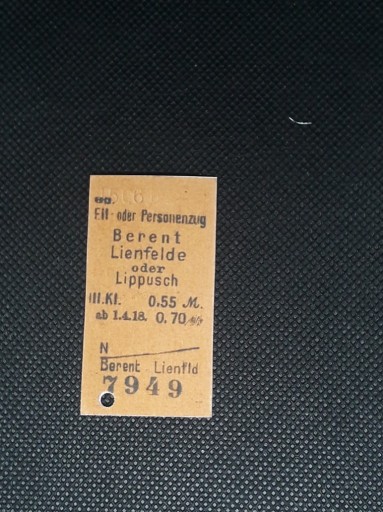 Eil- oder Personenzug
Berent
Lienfelde
oder
Lippusch
III.Kl. 0.55 M.
ab 1.4.18. 0.70
N
Berent Lienfld
7949